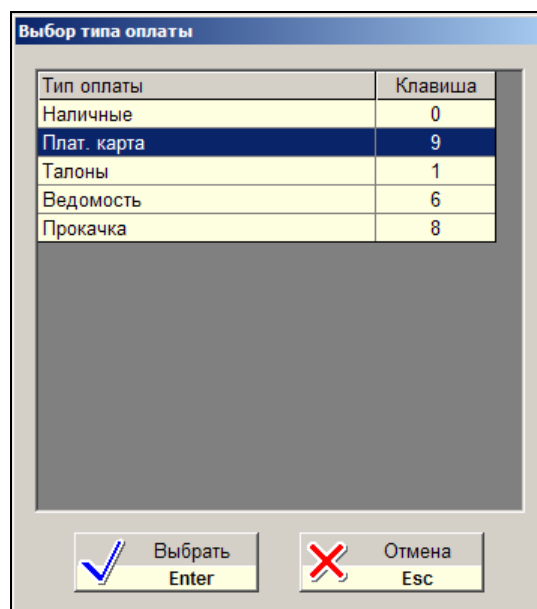 Выбор типа оплаты
Тип оплаты Клавиша
Наличные 0
Плат. карта 9
Талоны 1
Ведомость 6
Прокачка 8
Выбрать Отмена
Enter Esc